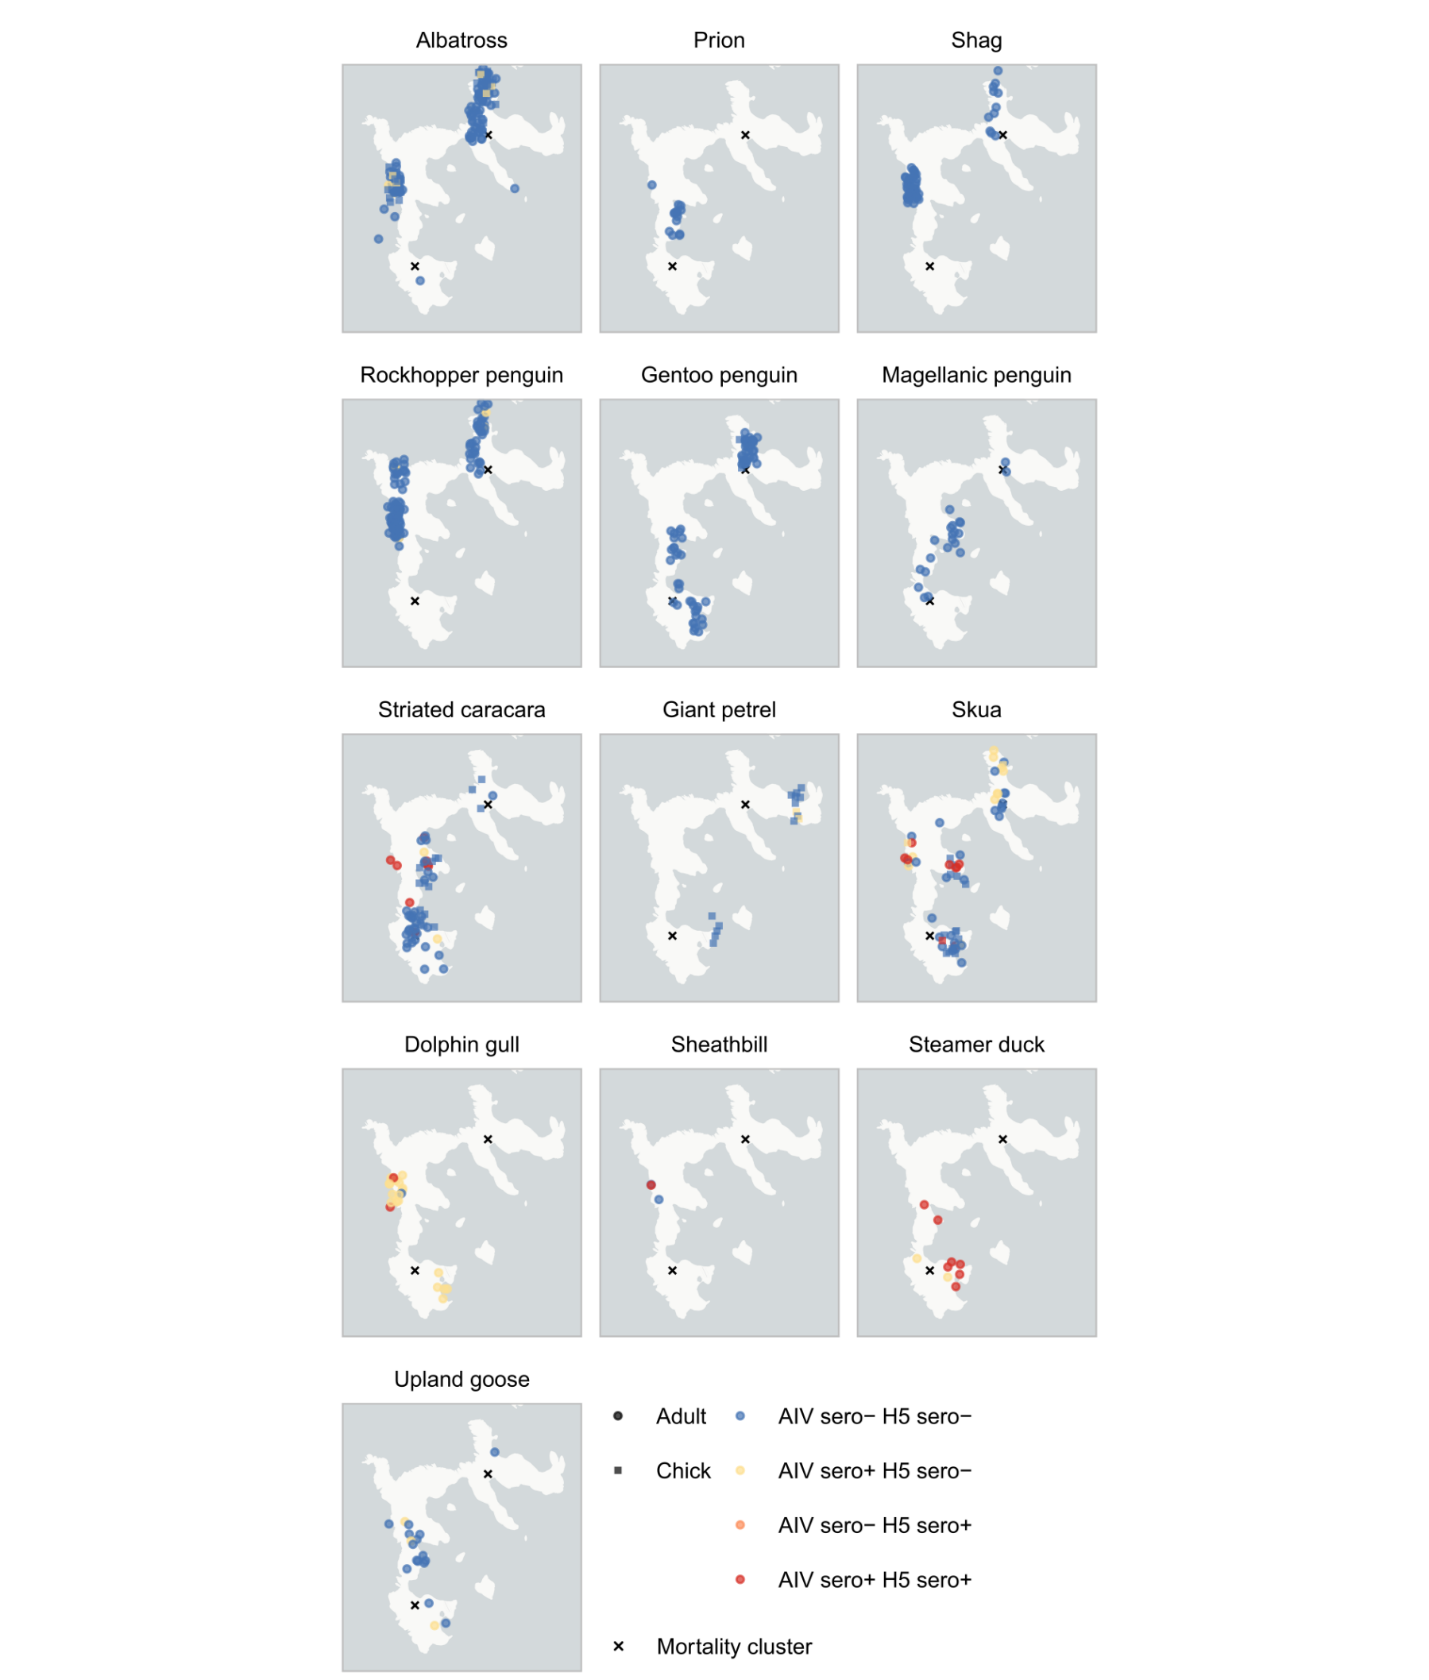 Albatross
Prion
Shag
Rockhopper penguin
Gentoo penguin
Magellanic penguin
Striated caracara
Giant petrel
Skua
Dolphin gull
Sheathbill
Steamer duck
Upland goose
Adult
AIV sero− H5 sero−
Chick
AIV sero+ H5 sero−
AIV sero− H5 sero+
AIV sero+ H5 sero+
Mortality cluster